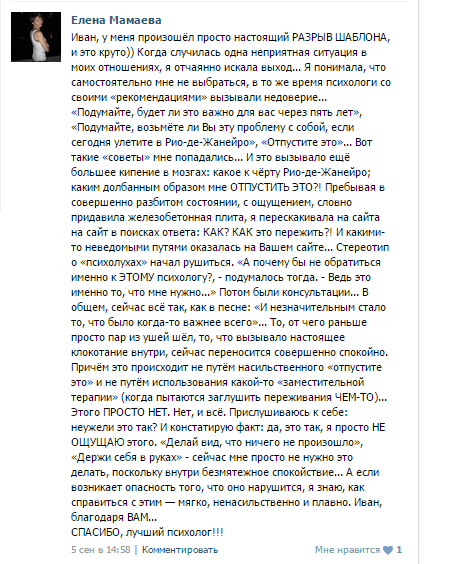 Елена Мамаева
Иван, у меня произошёл просто настоящий РАЗРЫВ ШАБЛОНА,
и это круто)) Когда случилась одна неприятная ситуация в
моих отношениях, я отчаянно искала выход... Я понимала, что
самостоятельно мне не выбраться, в то же время психологи со
своими «рекомендациями» вызывали недоверие...
«Подумайте, будет ли это важно для вас через пять лет»,
«Подумайте, возьмёте ли Вы эту проблему с собой, если
сегодня улетите в Рио-де-Жанейро», «Отпустите это»... Вот
такие «советы» мне попадались... И это вызывало ещё
большее кипение в мозгах: какое к чёрту Рио-де-Жанейро;
каким долбанным образом мне ОТПУСТИТЬ ЭТО?! Пребывая в
совершенно разбитом состоянии, с ощущением, словно
придавила железобетонная плита, я перескакивала на сайта
на сайт в поисках ответа: КАК? КАК это пережить?! И какими-
то неведомыми путями оказалась на Вашем сайте... Стереотип
о «психолухах» начал рушиться. «А почему бы не обратиться
именно к ЭТОМУ психологу?, - подумалось тогда. - Ведь это
именно то, что мне нужно...» Потом были консультации... В
общем, сейчас всё так, как в песне: «И незначительным стало
то, что было когда-то важнее всего»... То, от чего раньше
просто пар из ушей шёл, то, что вызывало настоящее
клокотание внутри, сейчас переносится совершенно спокойно.
Причём это происходит не путём насильственного «отпустите
это» и не путём использования какой-то «заместительной
терапии» (когда пытаются заглушить переживания ЧЕМ-ТО)...
Этого ПРОСТО НЕТ. Нет, и всё. Прислушиваюсь к себе:
неужели это так? И констатирую факт: да, это так, я просто НЕ
ОЩУЩАЮ этого. «Делай вид, что ничего не произошло»,
«Держи себя в руках» - сейчас мне просто не нужно это
делать, поскольку внутри безмятежное спокойствие... А если
возникает опасность того, что оно нарушится, я знаю, как
справиться с этим — мягко, ненасильственно и плавно. Иван,
благодаря ВАМ...
СПАСИБО, лучший психолог!!!
5 сен в 14:58 | Комментировать Мне нравится 1